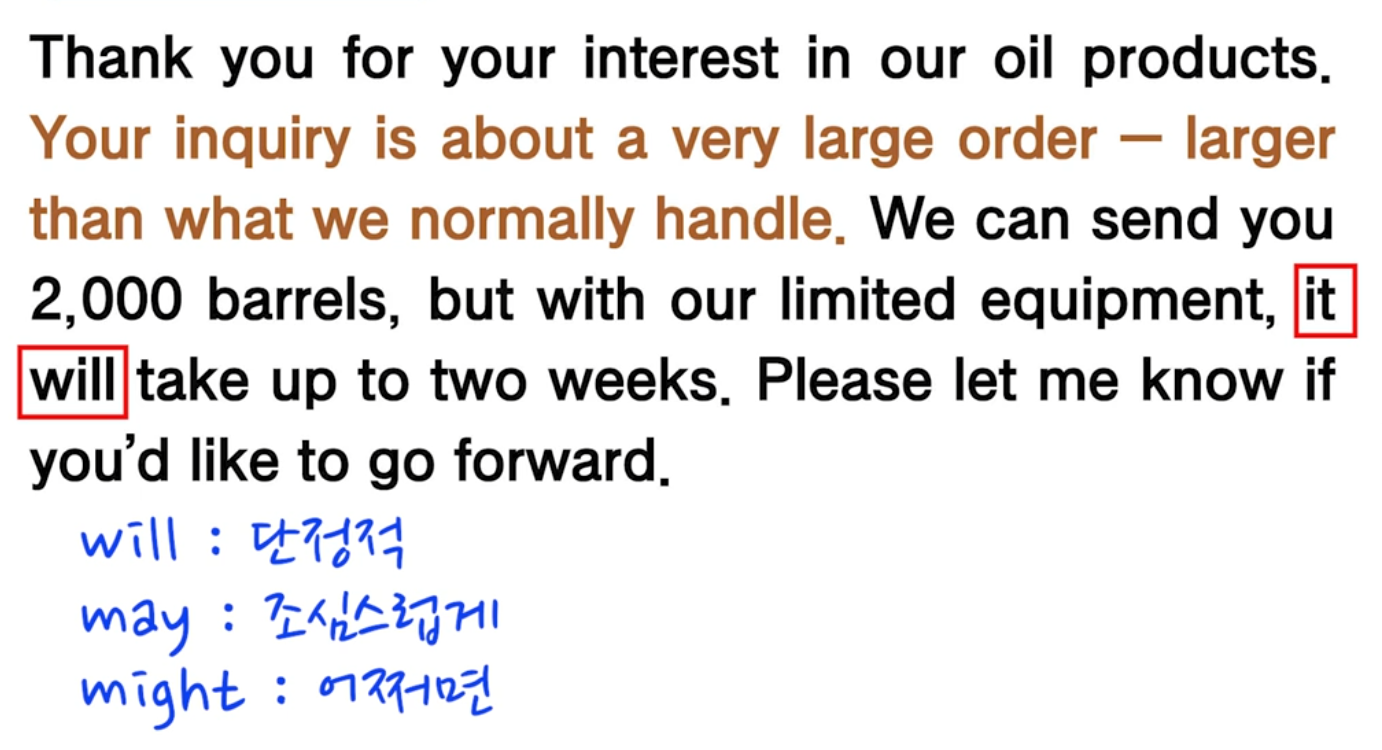 Thank you for your interest in our oil products.
Your inquiry is about a very large order – larger
than what we normally handle. We can send you
2,000 barrels, but with our limited equipment, it
will take up to two weeks. Please let me know if
you'd like to go forward.
will : 단정적
may : 조심스럽게
might : 어쩌면